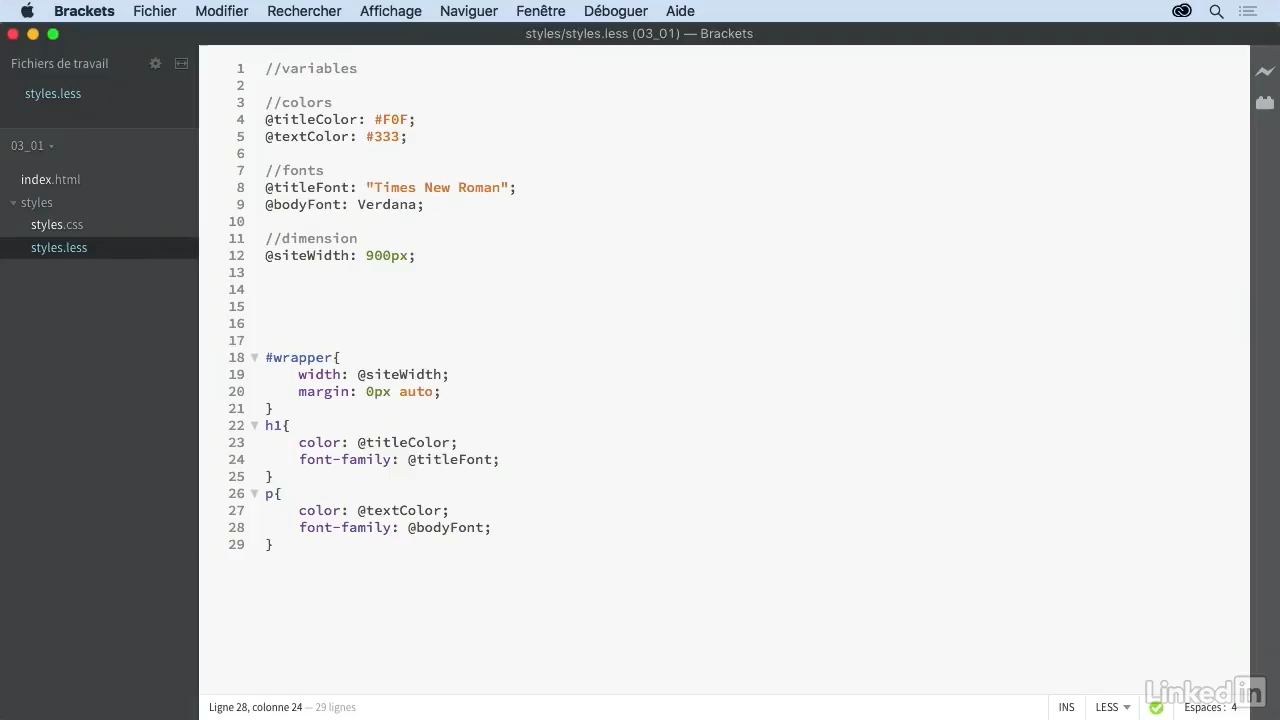 Brackets Fichier Modifier Rechercher Affichage Naviguer Fenêtre Déboguer Aide
styles/styles.less (03_01) — Brackets
Fichiers de travail
styles.less
03_01
index.html
styles
styles.css
styles.less
1 //variables
2
3 //colors
4 @titleColor: #F0F;
5 @textColor: #333;
6
7 //fonts
8 @titleFont: "Times New Roman";
9 @bodyFont: Verdana;
10
11 //dimension
12 @siteWidth: 900px;
13
14
15
16
17
18 #wrapper{
19 width: @siteWidth;
20 margin: 0px auto;
21 }
22 h1{
23 color: @titleColor;
24 font-family: @titleFont;
25 }
26 p{
27 color: @textColor;
28 font-family: @bodyFont;
29 }
Ligne 28, colonne 24 — 29 lignes
INS LESS Espaces : 4
Linked in